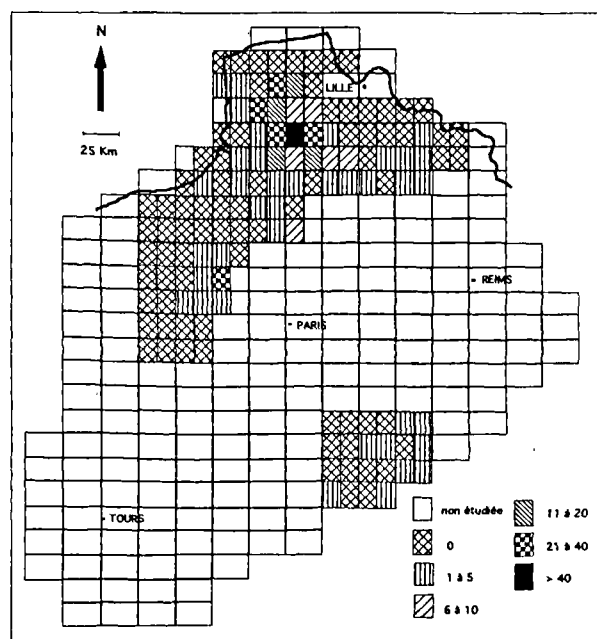 N
LILLE
25 Km
REIMS
PARIS
TOURS
non étudiée
0
1 à 5
6 à 10
11 à 20
21 à 40
> 40